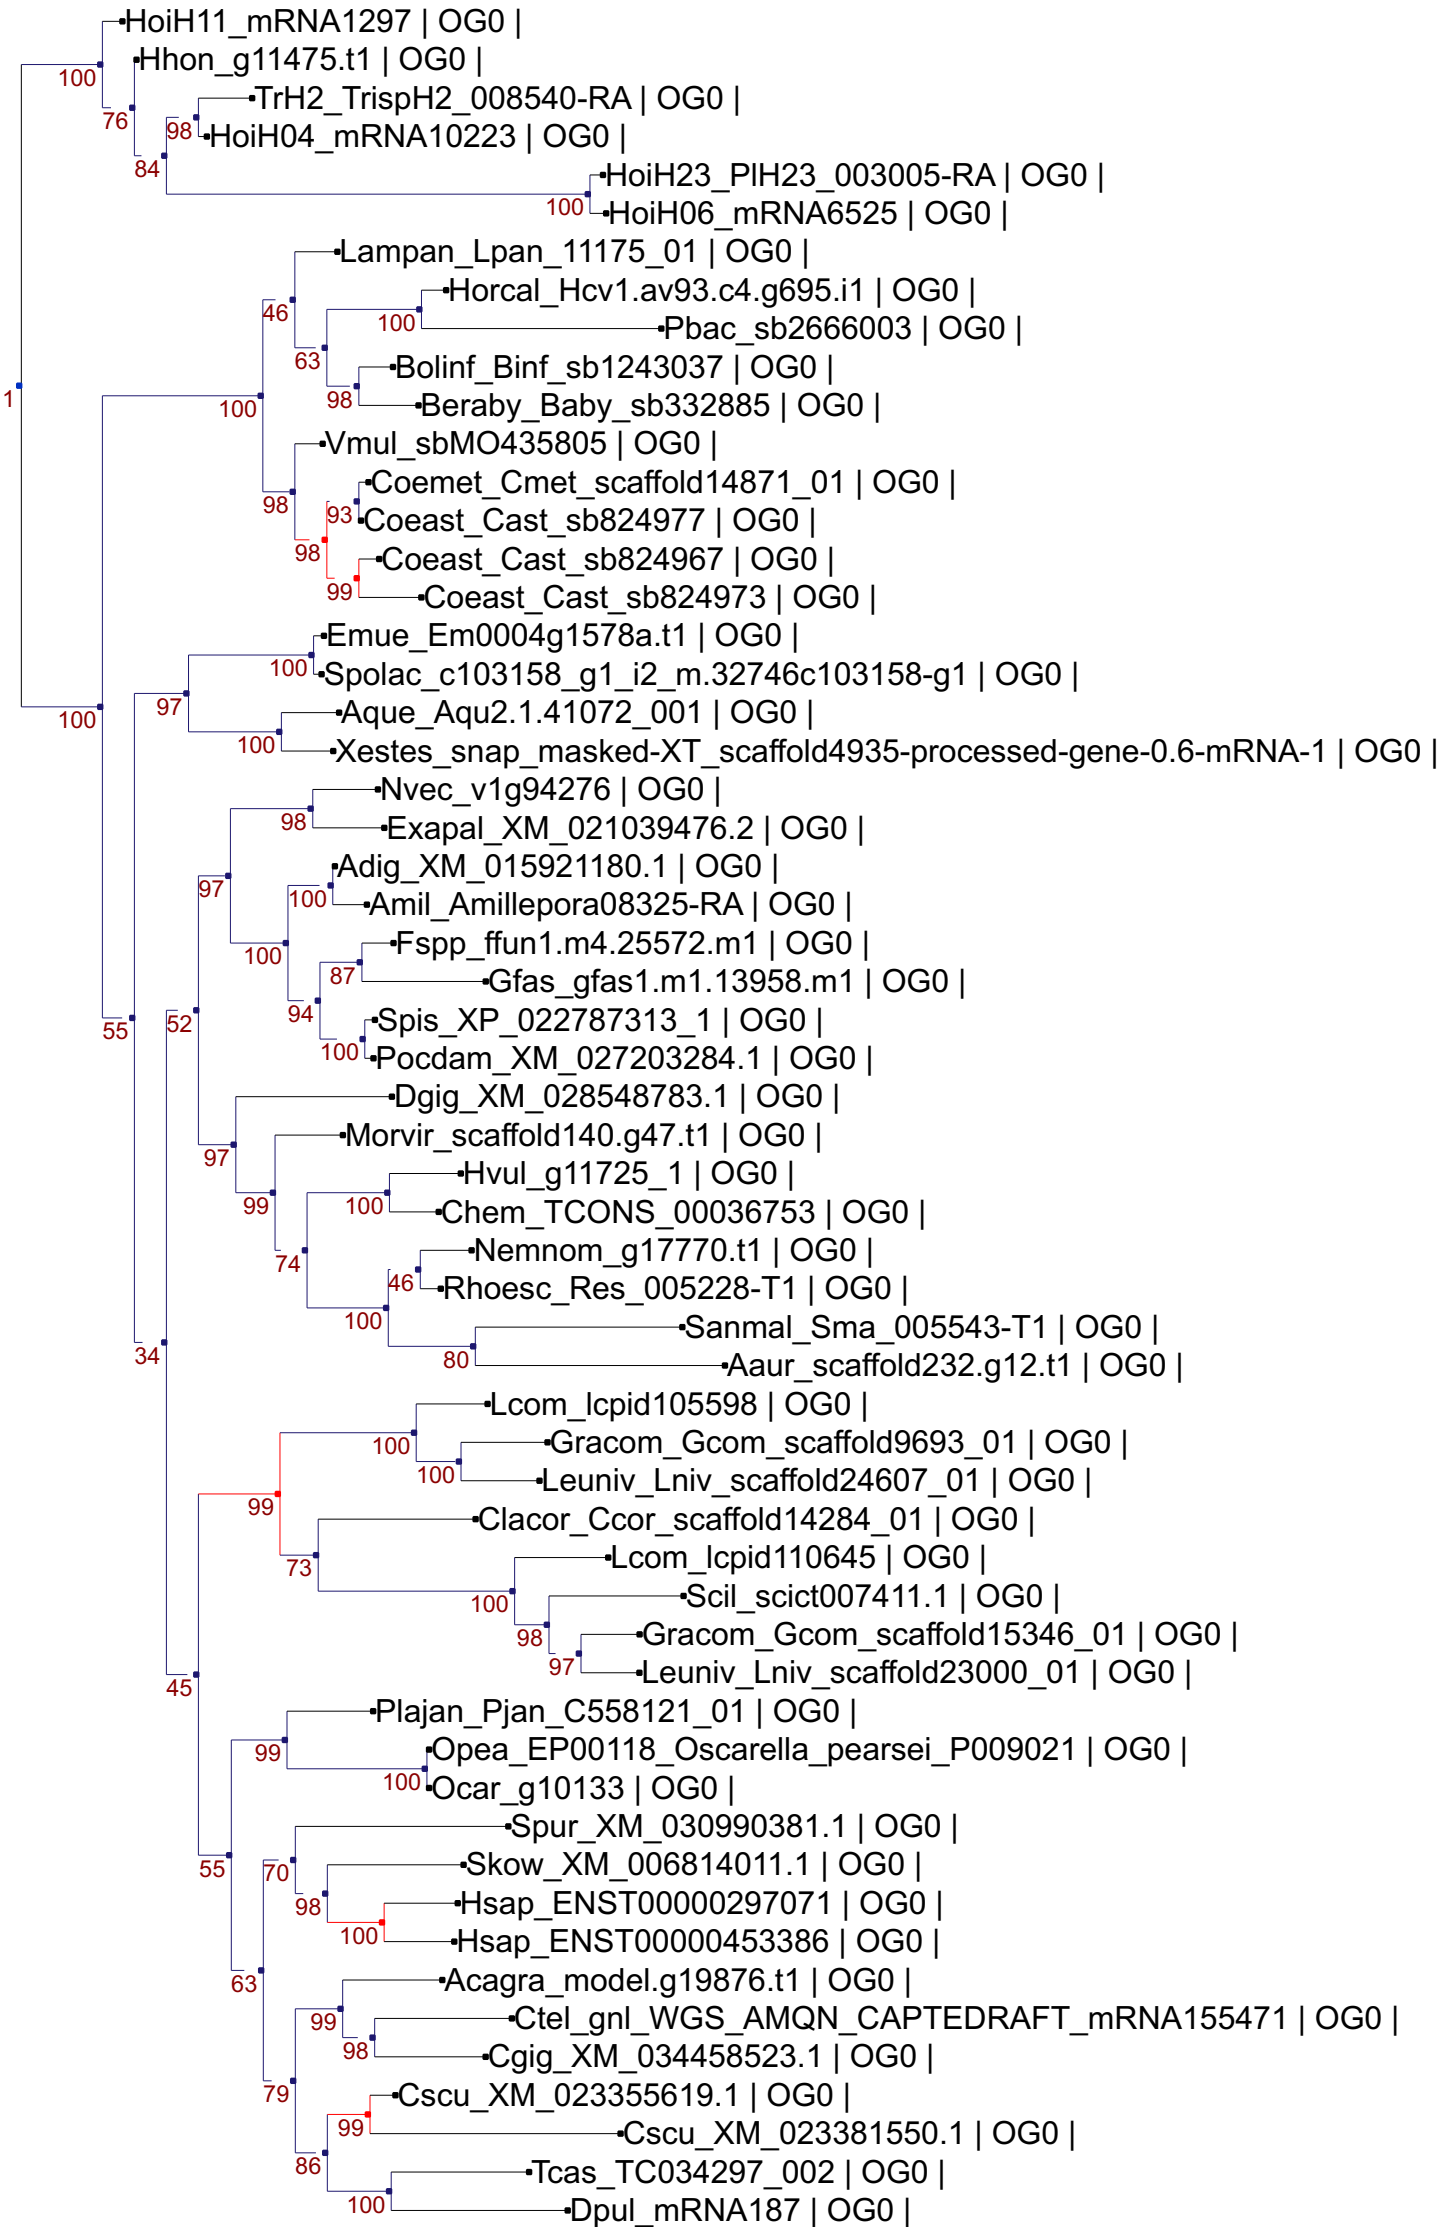 HoiH11_mRNA1297 | OG0 |
Hhon_g11475.t1 | OG0 |
100
TrH2_TrispH2_008540-RA | OG0 |
76
98
HoiH04_mRNA10223 | OG0 |
84
HoiH23_PlH23_003005-RA | OG0 |
100
HoiH06_mRNA6525 | OG0 |
Lampan_Lpan_11175_01 | OG0 |
Horcal_Hcv1.av93.c4.g695.i1 | OG0 |
46
100
Pbac_sb2666003 | OG0 |
63
Bolinf_Binf_sb1243037 | OG0 |
1
98
Beraby_Baby_sb332885 | OG0 |
100
Vmul_sbMO435805 | OG0 |
Coemet_Cmet_scaffold14871_01 | OG0 |
98
93
Coeast_Cast_sb824977 | OG0 |
98
Coeast_Cast_sb824967 | OG0 |
99
Coeast_Cast_sb824973 | OG0 |
Emue_Em0004g1578a.t1 | OG0 |
100
Spolac_c103158_g1_i2_m.32746c103158-g1 | OG0 |
97
Aque_Aqu2.1.41072_001 | OG0 |
100
100
Xestes_snap_masked-XT_scaffold4935-processed-gene-0.6-mRNA-1 | OG0 |
Nvec_v1g94276 | OG0 |
98
Exapal_XM_021039476.2 | OG0 |
Adig_XM_015921180.1 | OG0 |
97
100
Amil_Amillepora08325-RA | OG0 |
Fspp_ffun1.m4.25572.m1 | OG0 |
100
87
Gfas_gfas1.m1.13958.m1 | OG0 |
94
Spis_XP_022787313_1 | OG0 |
55
52
100
Pocdam_XM_027203284.1 | OG0 |
Dgig_XM_028548783.1 | OG0 |
Morvir_scaffold140.g47.t1 | OG0 |
97
Hvul_g11725_1 | OG0 |
99
100
Chem_TCONS_00036753 | OG0 |
Nemnom_g17770.t1 | OG0 |
74
46
Rhoesc_Res_005228-T1 | OG0 |
100
Sanmal_Sma_005543-T1 | OG0 |
34
80
Aaur_scaffold232.g12.t1 | OG0 |
Lcom_lcpid105598 | OG0 |
100
Gracom_Gcom_scaffold9693_01 | OG0 |
100
Leuniv_Lniv_scaffold24607_01 | OG0 |
99
Clacor_Ccor_scaffold14284_01 | OG0 |
73
Lcom_lcpid110645 | OG0 |
100
Scil_scict007411.1 | OG0 |
98
Gracom_Gcom_scaffold15346_01 | OG0 |
97
Leuniv_Lniv_scaffold23000_01 | OG0 |
45
Plajan_Pjan_C558121_01 | OG0 |
99
Opea_EP00118_Oscarella_pearsei_P009021 | OG0 |
100
Ocar_g10133 | OG0 |
Spur_XM_030990381.1 | OG0 |
55
70
Skow_XM_006814011.1 | OG0 |
98
Hsap_ENST00000297071 | OG0 |
100
Hsap_ENST00000453386 | OG0 |
63
Acagra_model.g19876.t1 | OG0 |
99
Ctel_gnl_WGS_AMQN_CAPTEDRAFT_mRNA155471 | OG0 |
98
Cgig_XM_034458523.1 | OG0 |
79
Cscu_XM_023355619.1 | OG0 |
99
Cscu_XM_023381550.1 | OG0 |
86
Tcas_TC034297_002 | OG0 |
100
Dpul_mRNA187 | OG0 |